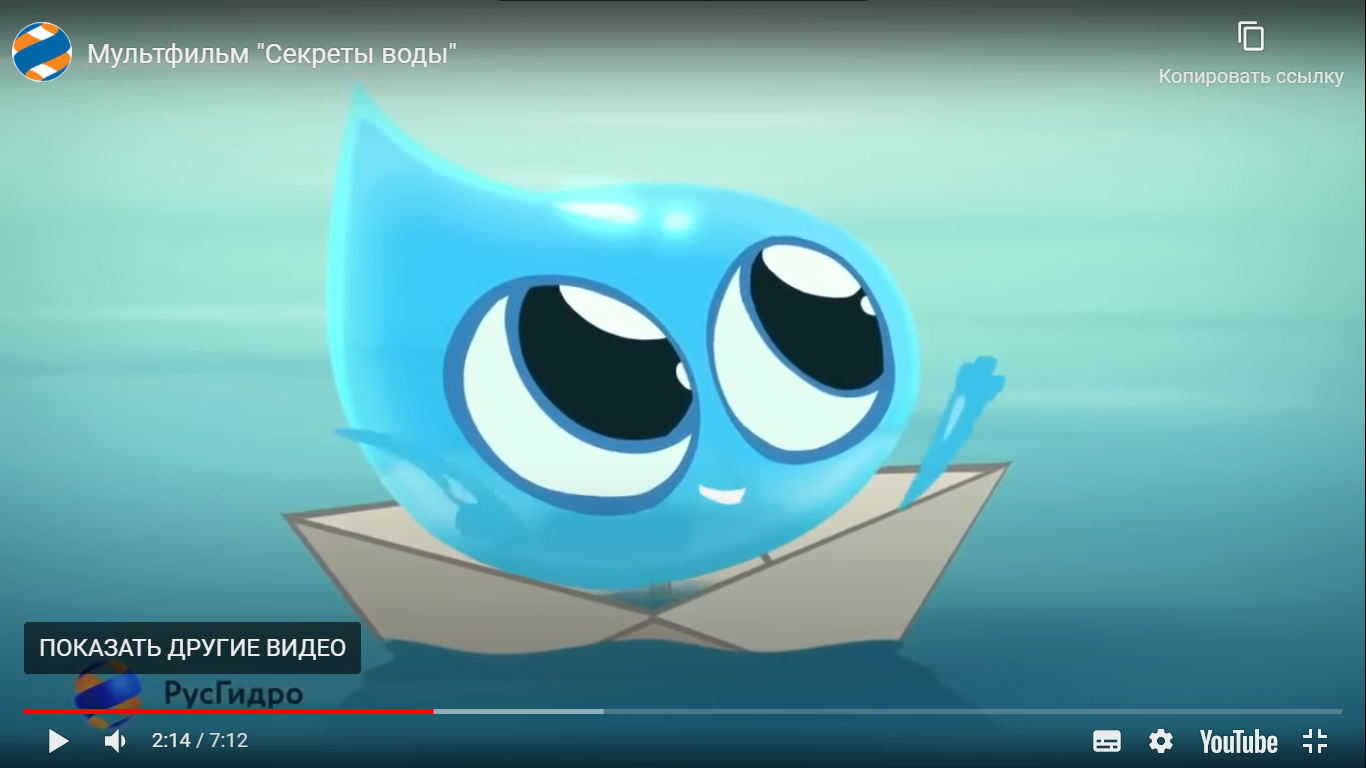 Мультфильм "Секреты воды"
Копировать ссылку
ПОКАЗАТЬ ДРУГИЕ ВИДЕО
РусГидро
2:14 / 7:12
YouTube